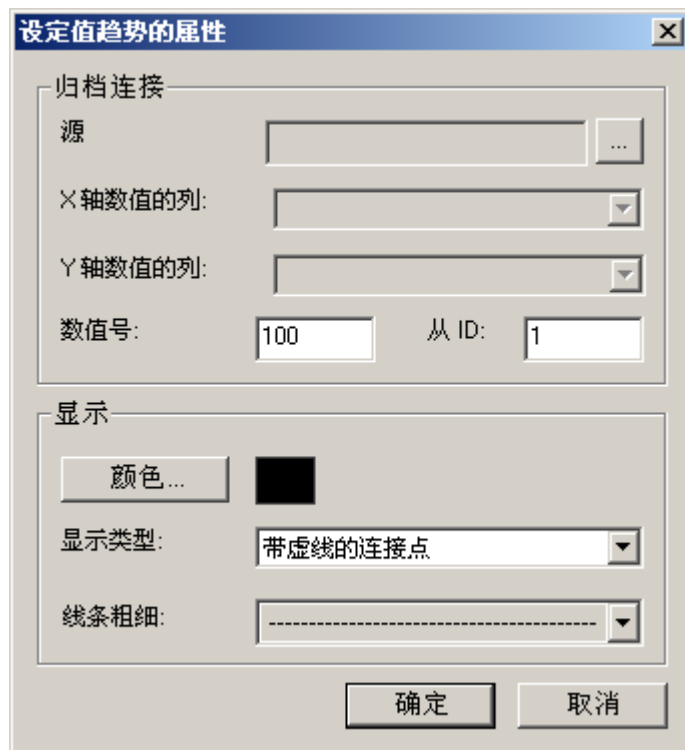 设定值趋势的属性
归档连接
源
...
X轴数值的列:
Y轴数值的列:
数值号: 100 从 ID: 1
显示
颜色...
显示类型: 带虚线的连接点
线条粗细:
确定 取消